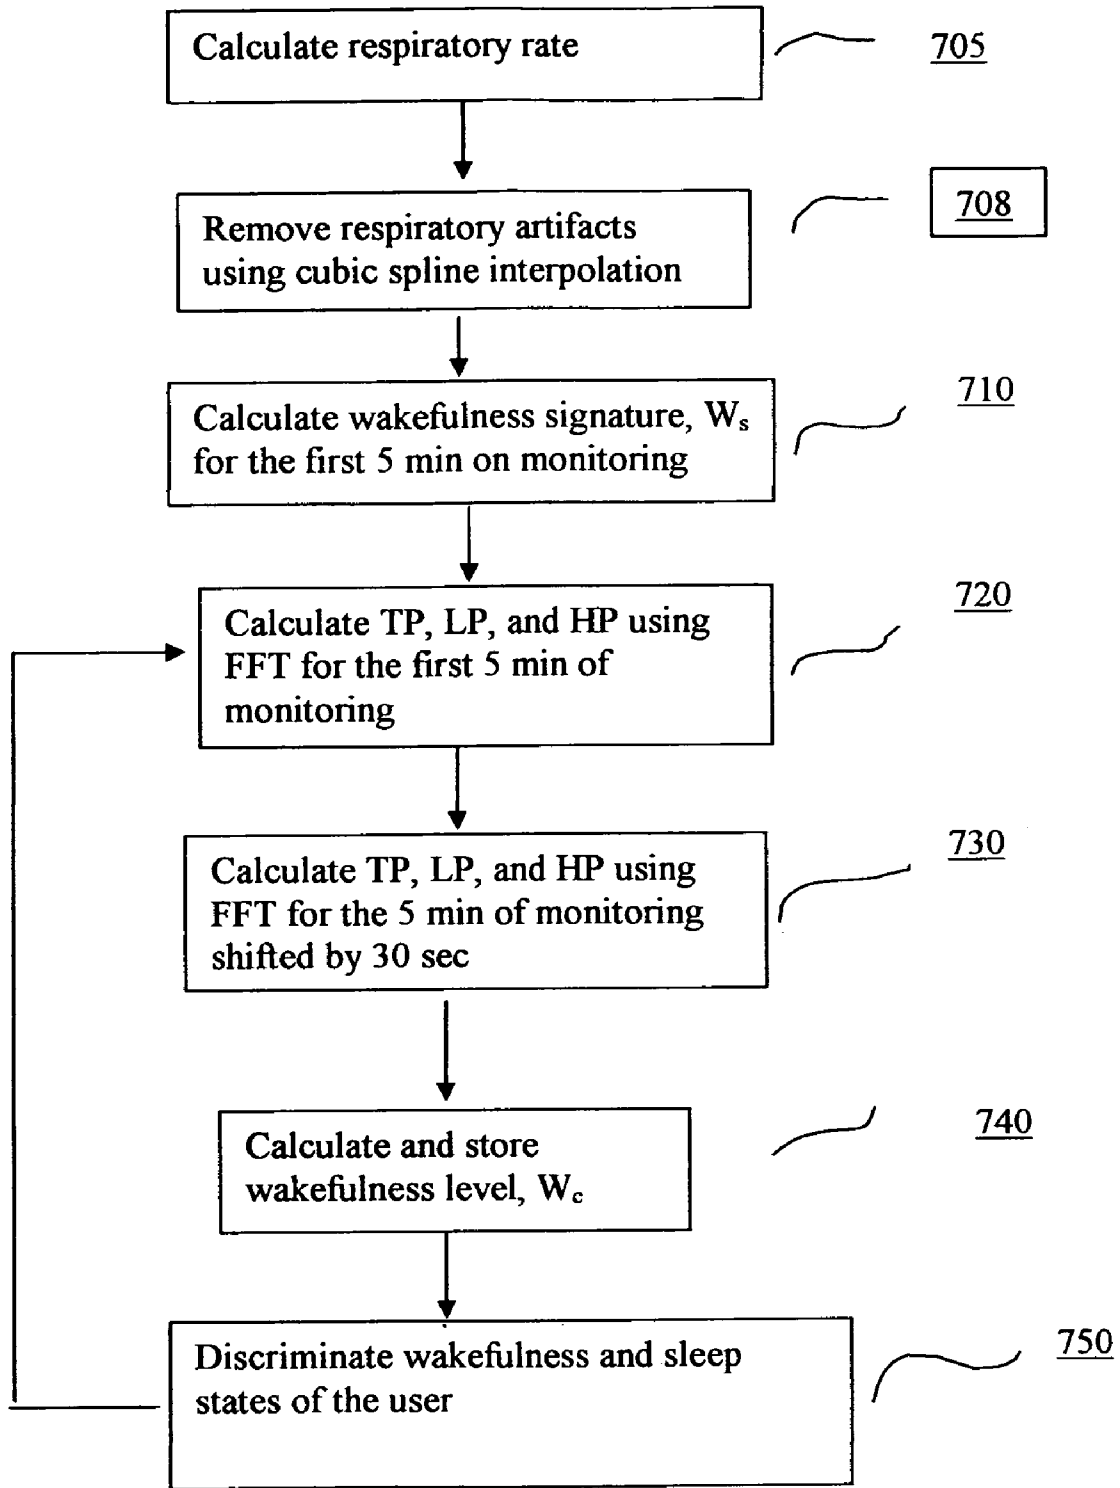 Calculate respiratory rate
705
Remove respiratory artifacts
using cubic spline interpolation
708
Calculate wakefulness signature, Ws
for the first 5 min on monitoring
710
Calculate TP, LP, and HP using
FFT for the first 5 min of
monitoring
720
Calculate TP, LP, and HP using
FFT for the 5 min of monitoring
shifted by 30 sec
730
Calculate and store
wakefulness level, Wc
740
Discriminate wakefulness and sleep
states of the user
750